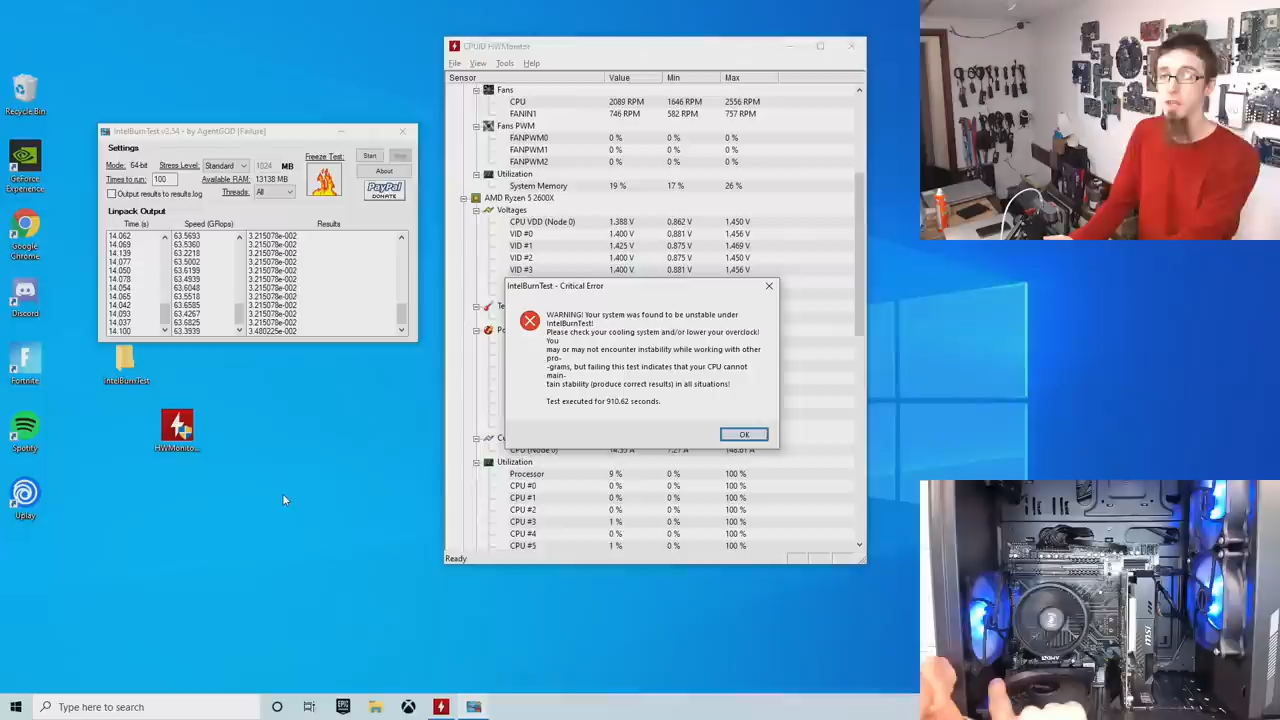 Recycle Bin
GeForce
Experience
Google
Chrome
Discord
Fortnite
Spotify
Uplay
IntelBurnTest
HWMonito...
IntelBurnTest v2.54 - by AgentGOD [Failure]
Settings
Mode: 64-bit Stress Level: Standard 1024 MB
Times to run: 100 Available RAM: 13138 MB
Output results to results.log Threads: All
Freeze Test:
Start
About
PayPal
DONATE
Linpack Output
Time (s) Speed (GFlops) Results
14.062 63.5693 3.215078e-002
14.069 63.5360 3.215078e-002
14.139 63.2218 3.215078e-002
14.077 63.5002 3.215078e-002
14.050 63.6199 3.215078e-002
14.078 63.4939 3.215078e-002
14.054 63.6048 3.215078e-002
14.065 63.5518 3.215078e-002
14.042 63.6585 3.215078e-002
14.093 63.4267 3.215078e-002
14.037 63.6825 3.215078e-002
14.100 63.3939 3.480225e-002
CPUID HWMonitor
File View Tools Help
Sensor Value Min Max
Fans
CPU 2089 RPM 1646 RPM 2556 RPM
FANIN1 746 RPM 582 RPM 757 RPM
Fans PWM
FANPWM0 0 % 0 % 0 %
FANPWM1 0 % 0 % 0 %
FANPWM2 0 % 0 % 0 %
Utilization
System Memory 19 % 17 % 26 %
AMD Ryzen 5 2600X
Voltages
CPU VDD (Node 0) 1.388 V 0.862 V 1.450 V
VID #0 1.400 V 0.881 V 1.456 V
VID #1 1.425 V 0.875 V 1.469 V
VID #2 1.400 V 0.875 V 1.456 V
VID #3 1.400 V 0.881 V 1.456 V
IntelBurnTest - Critical Error
WARNING! Your system was found to be unstable under
IntelBurnTest!
Please check your cooling system and/or lower your overclock!
You
may or may not encounter instability while working with other
pro-
-grams, but failing this test indicates that your CPU cannot
main-
tain stability (produce correct results) in all situations!
Test executed for 910.62 seconds.
OK
Utilization
Processor 9 % 0 % 100 %
CPU #0 0 % 100 %
CPU #1 0 % 100 %
CPU #2 0 % 100 %
CPU #3 1 % 0 % 100 %
CPU #4 0 % 100 %
CPU #5 1 % 0 % 100 %
Ready
Type here to search
msi